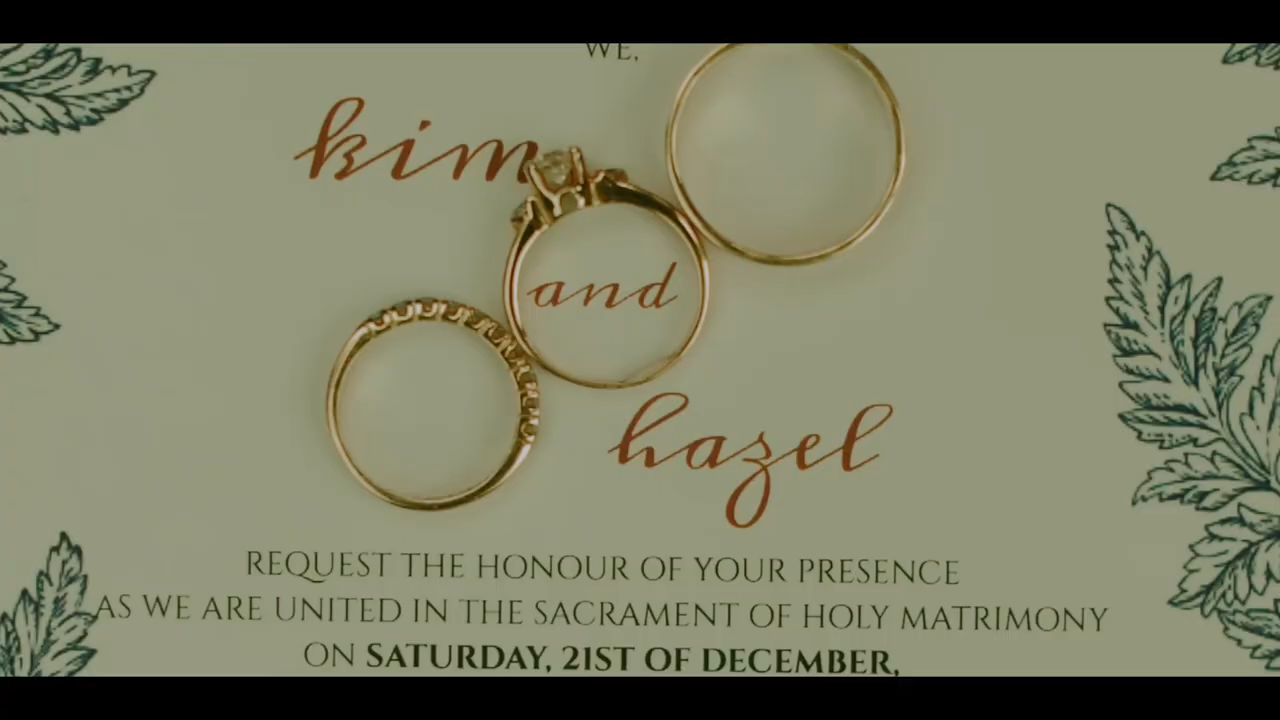 WE,
kim
and
hazel
REQUEST THE HONOUR OF YOUR PRESENCE
AS WE ARE UNITED IN THE SACRAMENT OF HOLY MATRIMONY
ON SATURDAY, 21ST OF DECEMBER,